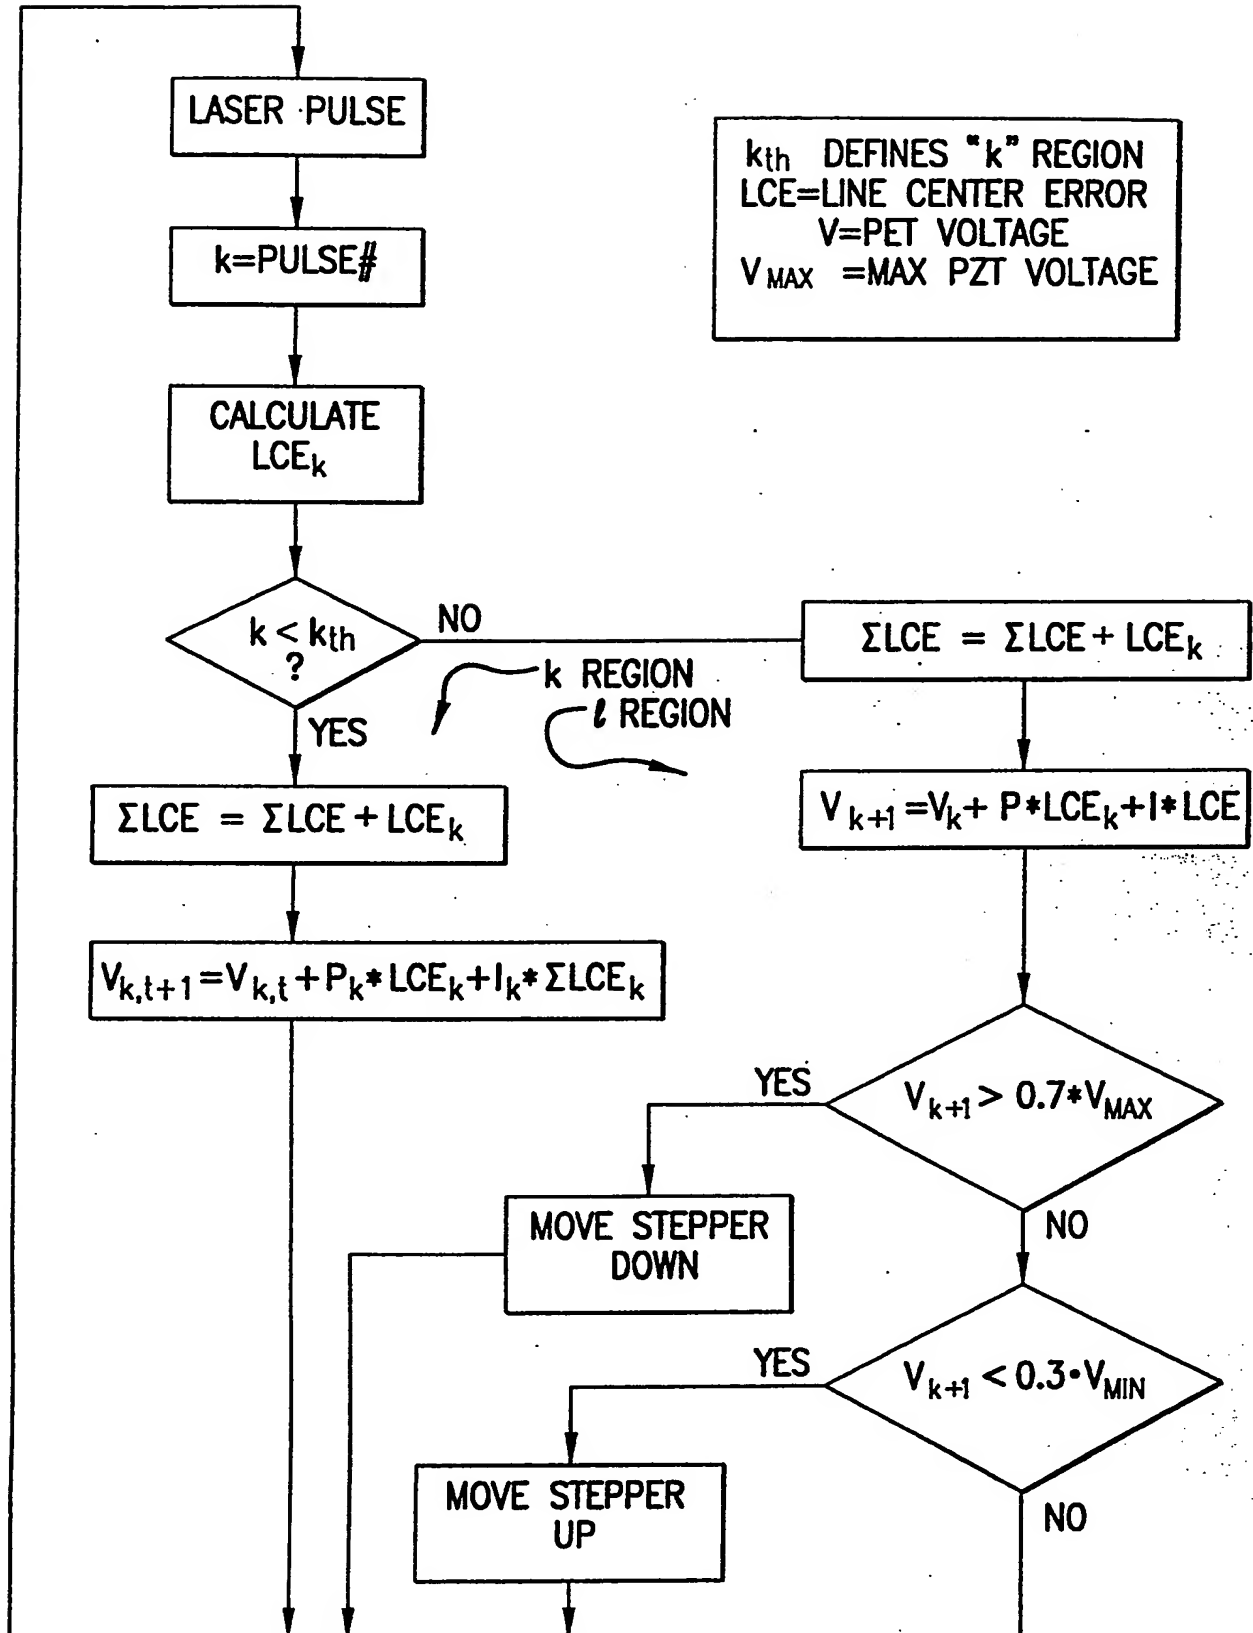 LASER PULSE
k=PULSE#
CALCULATE
LCEk
kth DEFINES "k" REGION
LCE=LINE CENTER ERROR
V=PET VOLTAGE
VMAX =MAX PZT VOLTAGE
k < kth
?
NO
YES
k REGION
ℓ REGION
ΣLCE = ΣLCE + LCEk
Vk,t+1=Vk,t+Pk*LCEk+Ik*ΣLCEk
ΣLCE = ΣLCE + LCEk
Vk+1=Vk+ P*LCEk+I*LCE
Vk+1> 0.7*VMAX
YES
NO
MOVE STEPPER
DOWN
Vk+1 < 0.3•VMIN
YES
NO
MOVE STEPPER
UP